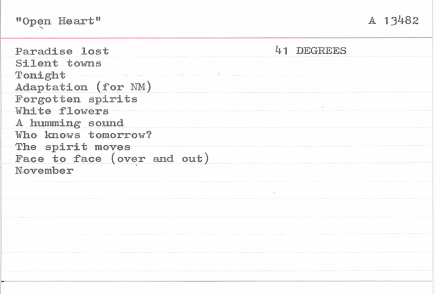 "Open Heart" A 13482
Paradise lost 41 DEGREES
Silent towns
Tonight
Adaptation (for NM)
Forgotten spirits
White flowers
A humming sound
Who knows tomorrow?
The spirit moves
Face to face (over and out)
November